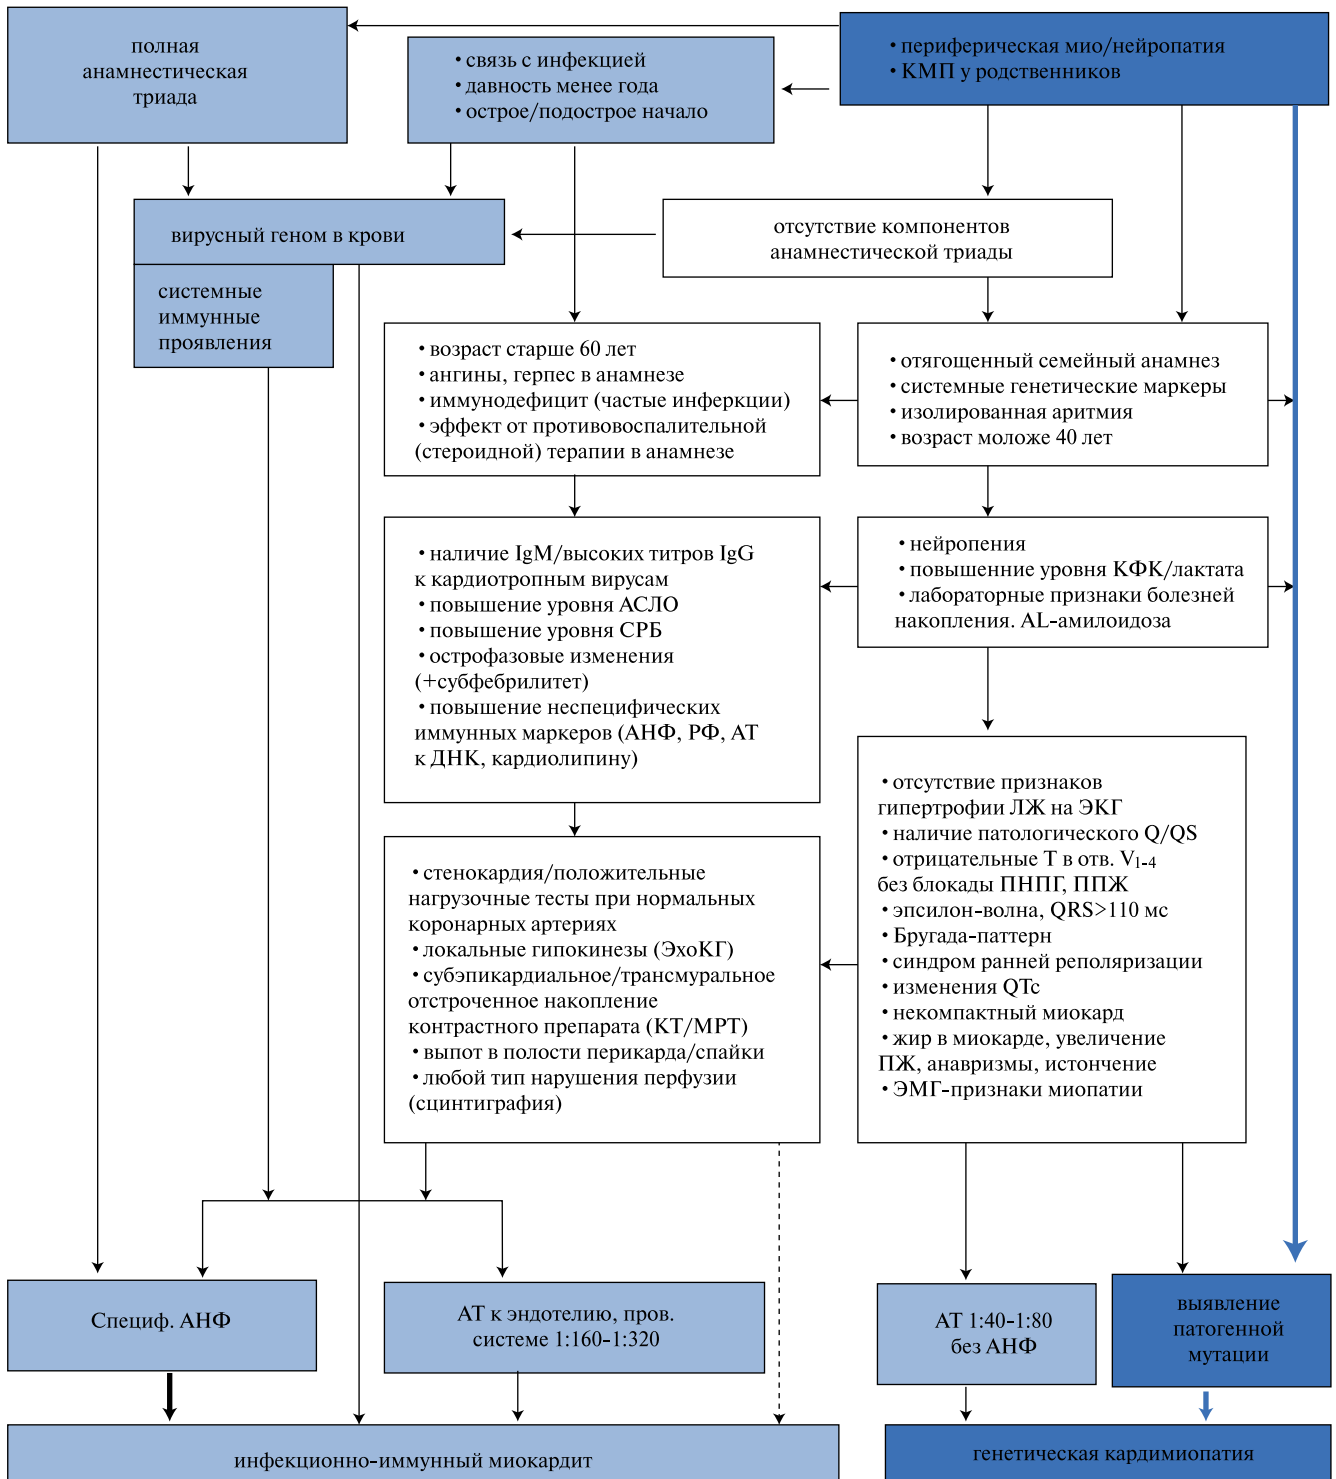 полная
анамнестическая
триада
• связь с инфекцией
• давность менее года
• острое/подострое начало
• периферическая мио/нейропатия
• КМП у родственников
вирусный геном в крови
отсутствие компонентов
анамнестической триады
системные
иммунные
проявления
• возраст старше 60 лет
• ангины, герпес в анамнезе
• иммунодефицит (частые инферкции)
• эффект от противовоспалительной
(стероидной) терапии в анамнезе
• отягощенный семейный анамнез
• системные генетические маркеры
• изолированная аритмия
• возраст моложе 40 лет
• наличие IgM/высоких титров IgG
к кардиотропным вирусам
• повышение уровня АСЛО
• повышение уровня СРБ
• острофазовые изменения
(+субфебрилитет)
• повышение неспецифических
иммунных маркеров (АНФ, РФ, АТ
к ДНК, кардиолипину)
• нейропения
• повышенние уровня КФК/лактата
• лабораторные признаки болезней
накопления. AL-амилоидоза
• стенокардия/положительные
нагрузочные тесты при нормальных
коронарных артериях
• локальные гипокинезы (ЭхоКГ)
• субэпикардиальное/трансмуральное
отстроченное накопление
контрастного препарата (КТ/МРТ)
• выпот в полости перикарда/спайки
• любой тип нарушения перфузии
(сцинтиграфия)
• отсутствие признаков
гипертрофии ЛЖ на ЭКГ
• наличие патологического Q/QS
• отрицательные Т в отв. V1-4
без блокады ПНПГ, ППЖ
• эпсилон-волна, QRS>110 мс
• Бругада-паттерн
• синдром ранней реполяризации
• изменения QTc
• некомпактный миокард
• жир в миокарде, увеличение
ПЖ, анавризмы, истончение
• ЭМГ-признаки миопатии
Специф. АНФ
АТ к эндотелию, пров.
системе 1:160-1:320
АТ 1:40-1:80
без АНФ
выявление
патогенной
мутации
инфекционно-иммунный миокардит
генетическая кардимиопатия